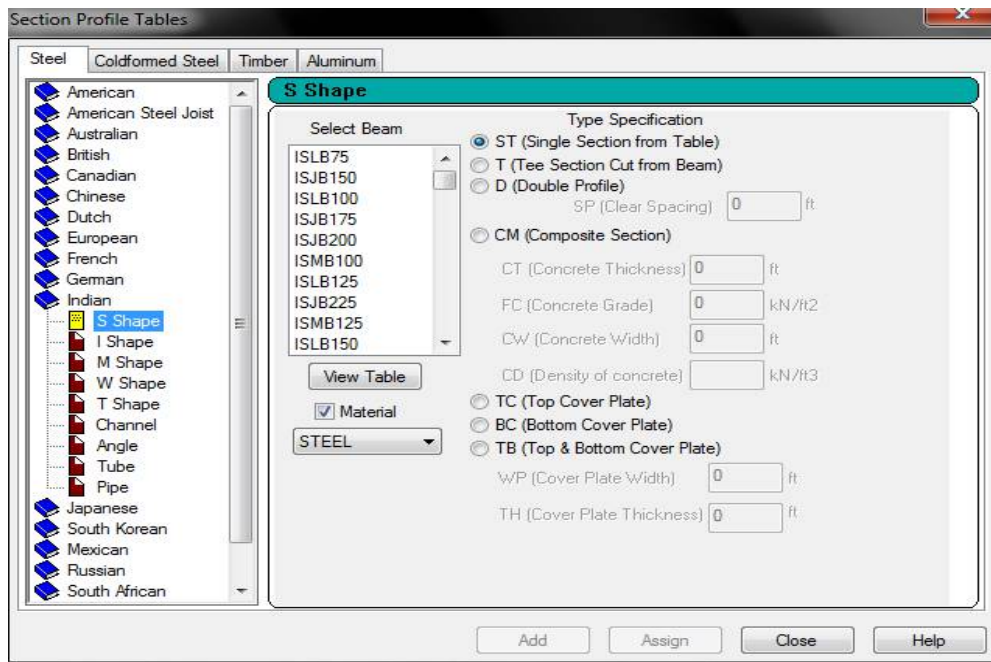 Section Profile Tables
Steel Coldformed Steel Timber Aluminum
American
American Steel Joist
Australian
British
Canadian
Chinese
Dutch
European
French
German
Indian
S Shape
I Shape
M Shape
W Shape
T Shape
Channel
Angle
Tube
Pipe
Japanese
South Korean
Mexican
Russian
South African
S Shape
Select Beam
ISLB75
ISJB150
ISLB100
ISJB175
ISJB200
ISMB100
ISLB125
ISJB225
ISMB125
ISLB150
View Table
Material
STEEL
Type Specification
ST (Single Section from Table)
T (Tee Section Cut from Beam)
D (Double Profile)
SP (Clear Spacing) 0 ft
CM (Composite Section)
CT (Concrete Thickness) 0 ft
FC (Concrete Grade) 0 kN/ft2
CW (Concrete Width) 0 ft
CD (Density of concrete) kN/ft3
TC (Top Cover Plate)
BC (Bottom Cover Plate)
TB (Top & Bottom Cover Plate)
WP (Cover Plate Width) 0 ft
TH (Cover Plate Thickness) 0 ft
Add Assign Close Help